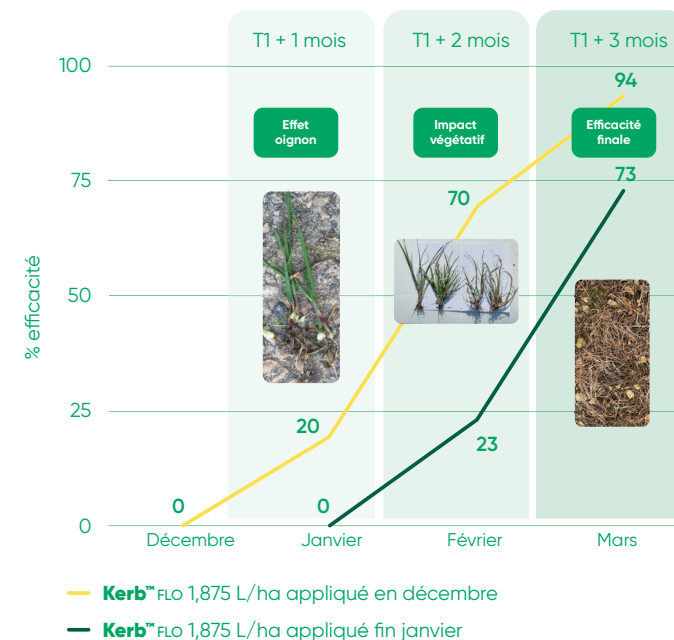 T1 + 1 mois
T1 + 2 mois
T1 + 3 mois
100
94
Effet
oignon
Impact
végétatif
Efficacité
finale
75
73
70
% efficacité
50
25
20
23
0
0
0
Décembre
Janvier
Février
Mars
Kerb™ FLO 1,875 L/ha appliqué en décembre
Kerb™ FLO 1,875 L/ha appliqué fin janvier